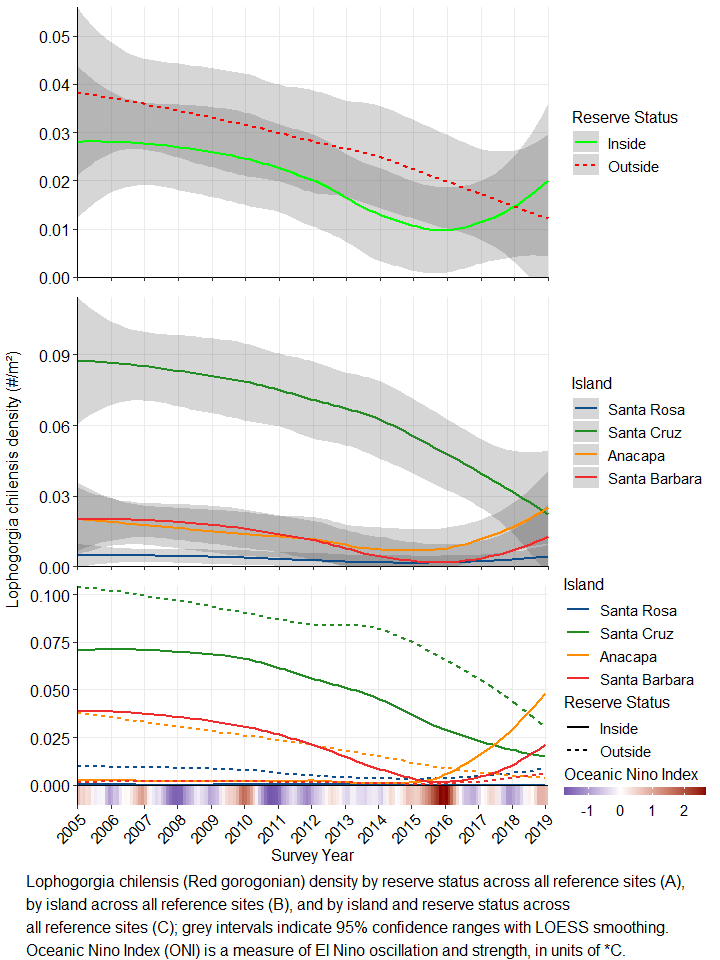 0.05
0.04
0.03
0.02
0.01
0.00
Reserve Status
Inside
Outside
Lophogorgia chilensis density (#/m²)
0.09
0.06
0.03
0.00
Island
Santa Rosa
Santa Cruz
Anacapa
Santa Barbara
0.100
0.075
0.050
0.025
0.000
Island
Santa Rosa
Santa Cruz
Anacapa
Santa Barbara
Reserve Status
Inside
Outside
Oceanic Nino Index
-1 0 1 2
2005 2006 2007 2008 2009 2010 2011 2012 2013 2014 2015 2016 2017 2018 2019
Survey Year
Lophogorgia chilensis (Red gorogonian) density by reserve status across all reference sites (A),
by island across all reference sites (B), and by island and reserve status across
all reference sites (C); grey intervals indicate 95% confidence ranges with LOESS smoothing.
Oceanic Nino Index (ONI) is a measure of El Nino oscillation and strength, in units of *C.